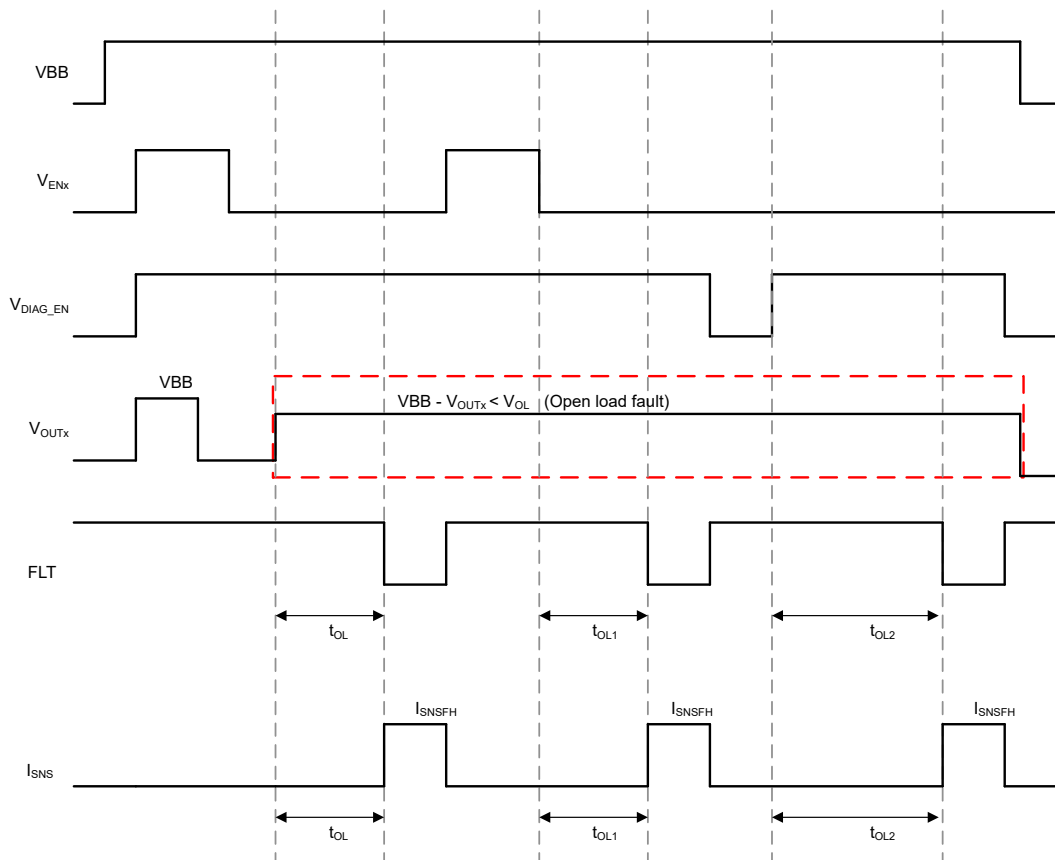 VBB
VENx
VDIAG_EN
VBB
VBB - VOUTx < VOL (Open load fault)
VOUTx
FLT
tOL tOL1 tOL2
ISNSFH ISNSFH ISNSFH
ISNS
tOL tOL1 tOL2